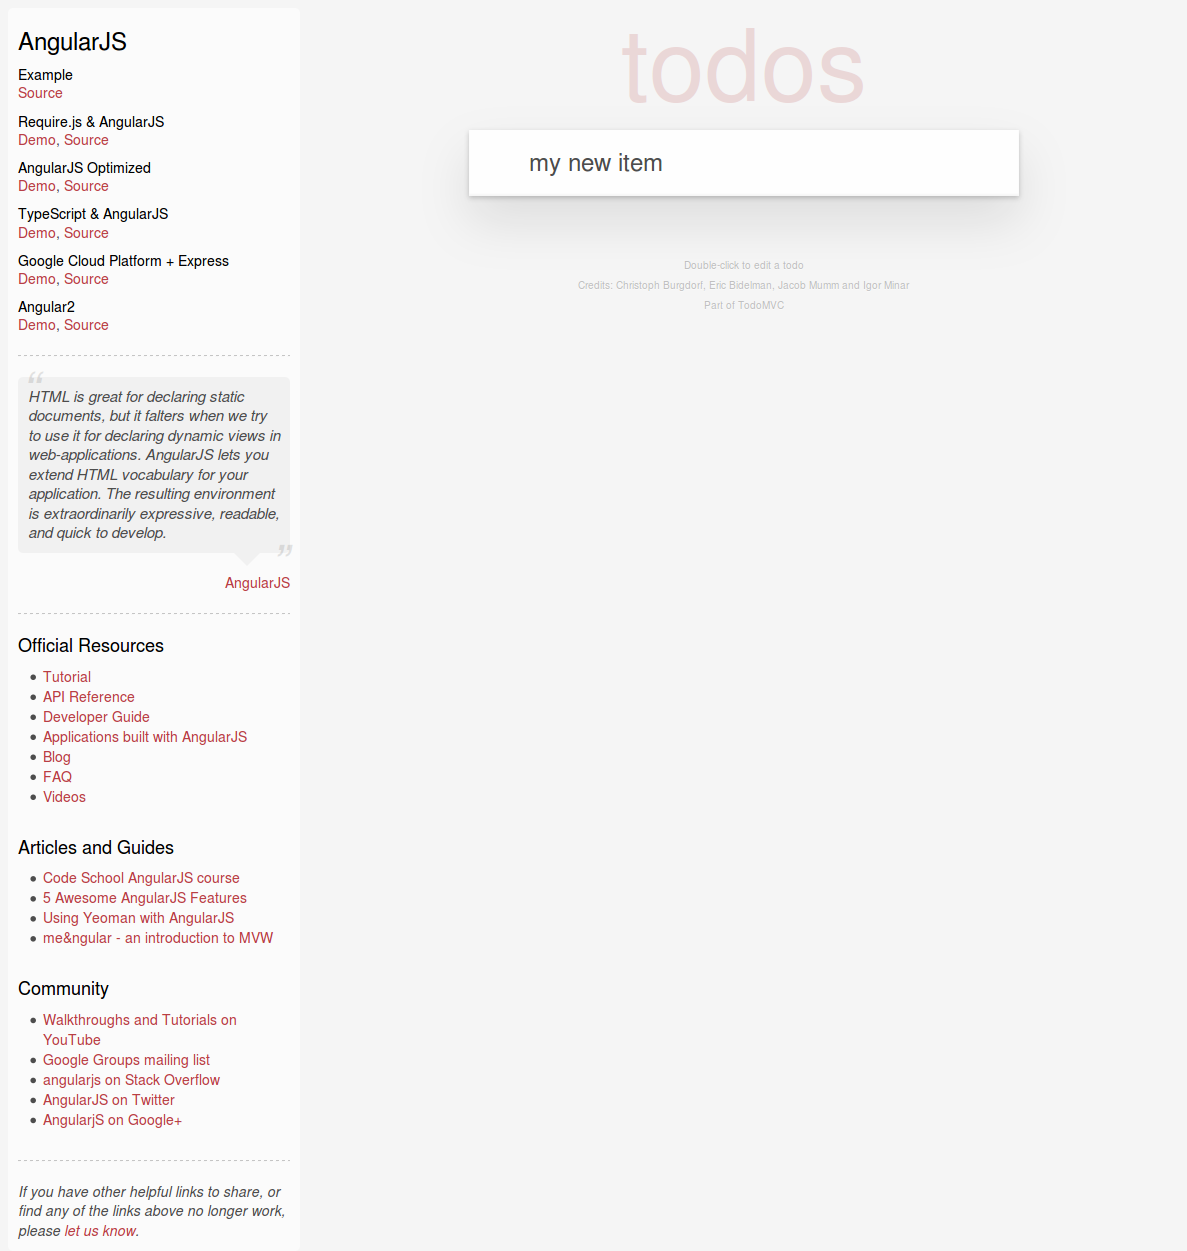 AngularJS
Example
Source
Require.js & AngularJS
Demo, Source
AngularJS Optimized
Demo, Source
TypeScript & AngularJS
Demo, Source
Google Cloud Platform + Express
Demo, Source
Angular2
Demo, Source
“
HTML is great for declaring static
documents, but it falters when we try
to use it for declaring dynamic views in
web-applications. AngularJS lets you
extend HTML vocabulary for your
application. The resulting environment
is extraordinarily expressive, readable,
and quick to develop.
”
AngularJS
Official Resources
• Tutorial
• API Reference
• Developer Guide
• Applications built with AngularJS
• Blog
• FAQ
• Videos
Articles and Guides
• Code School AngularJS course
• 5 Awesome AngularJS Features
• Using Yeoman with AngularJS
• me&ngular - an introduction to MVW
Community
• Walkthroughs and Tutorials on
YouTube
• Google Groups mailing list
• angularjs on Stack Overflow
• AngularJS on Twitter
• AngularjS on Google+
If you have other helpful links to share, or
find any of the links above no longer work,
please let us know.
todos
my new item
Double-click to edit a todo
Credits: Christoph Burgdorf, Eric Bidelman, Jacob Mumm and Igor Minar
Part of TodoMVC